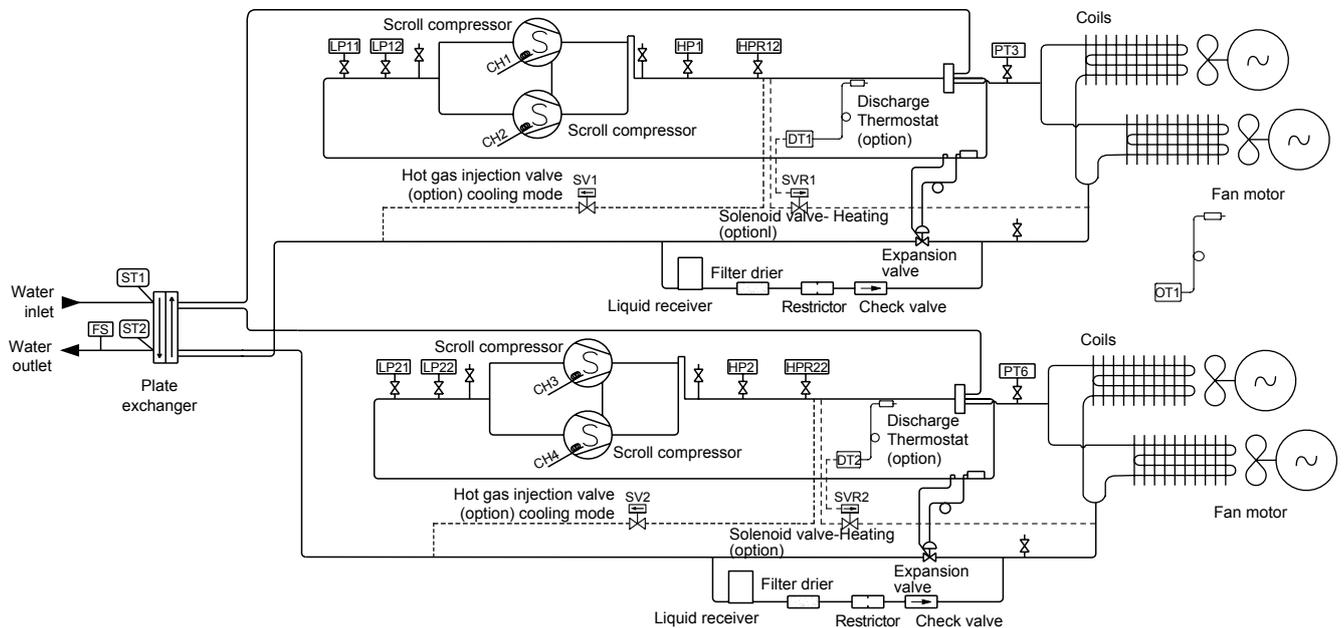 Scroll compressor
Coils
LP11
LP12
CH1
HP1
HPR12
PT3
CH2
Scroll compressor
DT1
Discharge
Thermostat
(option)
Hot gas injection valve
(option) cooling mode
SV1
SVR1
Solenoid valve- Heating
(optionl)
Fan motor
Expansion
valve
Liquid receiver
Filter drier
Restrictor
Check valve
OT1
ST1
Water
inlet
FS
ST2
Water
outlet
Plate
exchanger
Scroll compressor
Coils
LP21
LP22
CH3
HP2
HPR22
PT6
CH4
Scroll compressor
DT2
Discharge
Thermostat
(option)
Hot gas injection valve
(option) cooling mode
SV2
SVR2
Solenoid valve-Heating
(option)
Fan motor
Expansion
valve
Liquid receiver
Filter drier
Restrictor
Check valve